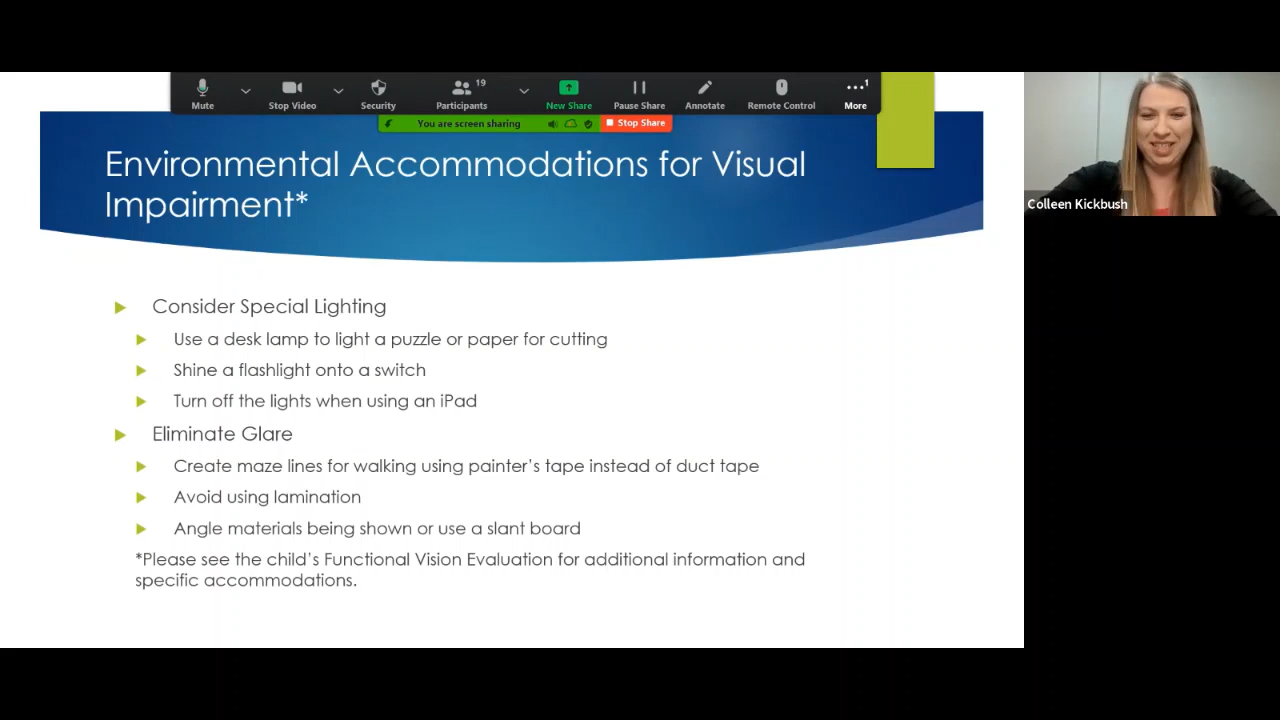 19
1
Mute
Stop Video
Security
Participants
New Share
Pause Share
Annotate
Remote Control
More
You are screen sharing
Stop Share
Environmental Accommodations for Visual
Impairment*
Colleen Kickbush
Consider Special Lighting
Use a desk lamp to light a puzzle or paper for cutting
Shine a flashlight onto a switch
Turn off the lights when using an iPad
Eliminate Glare
Create maze lines for walking using painter's tape instead of duct tape
Avoid using lamination
Angle materials being shown or use a slant board
*Please see the child's Functional Vision Evaluation for additional information and
specific accommodations.